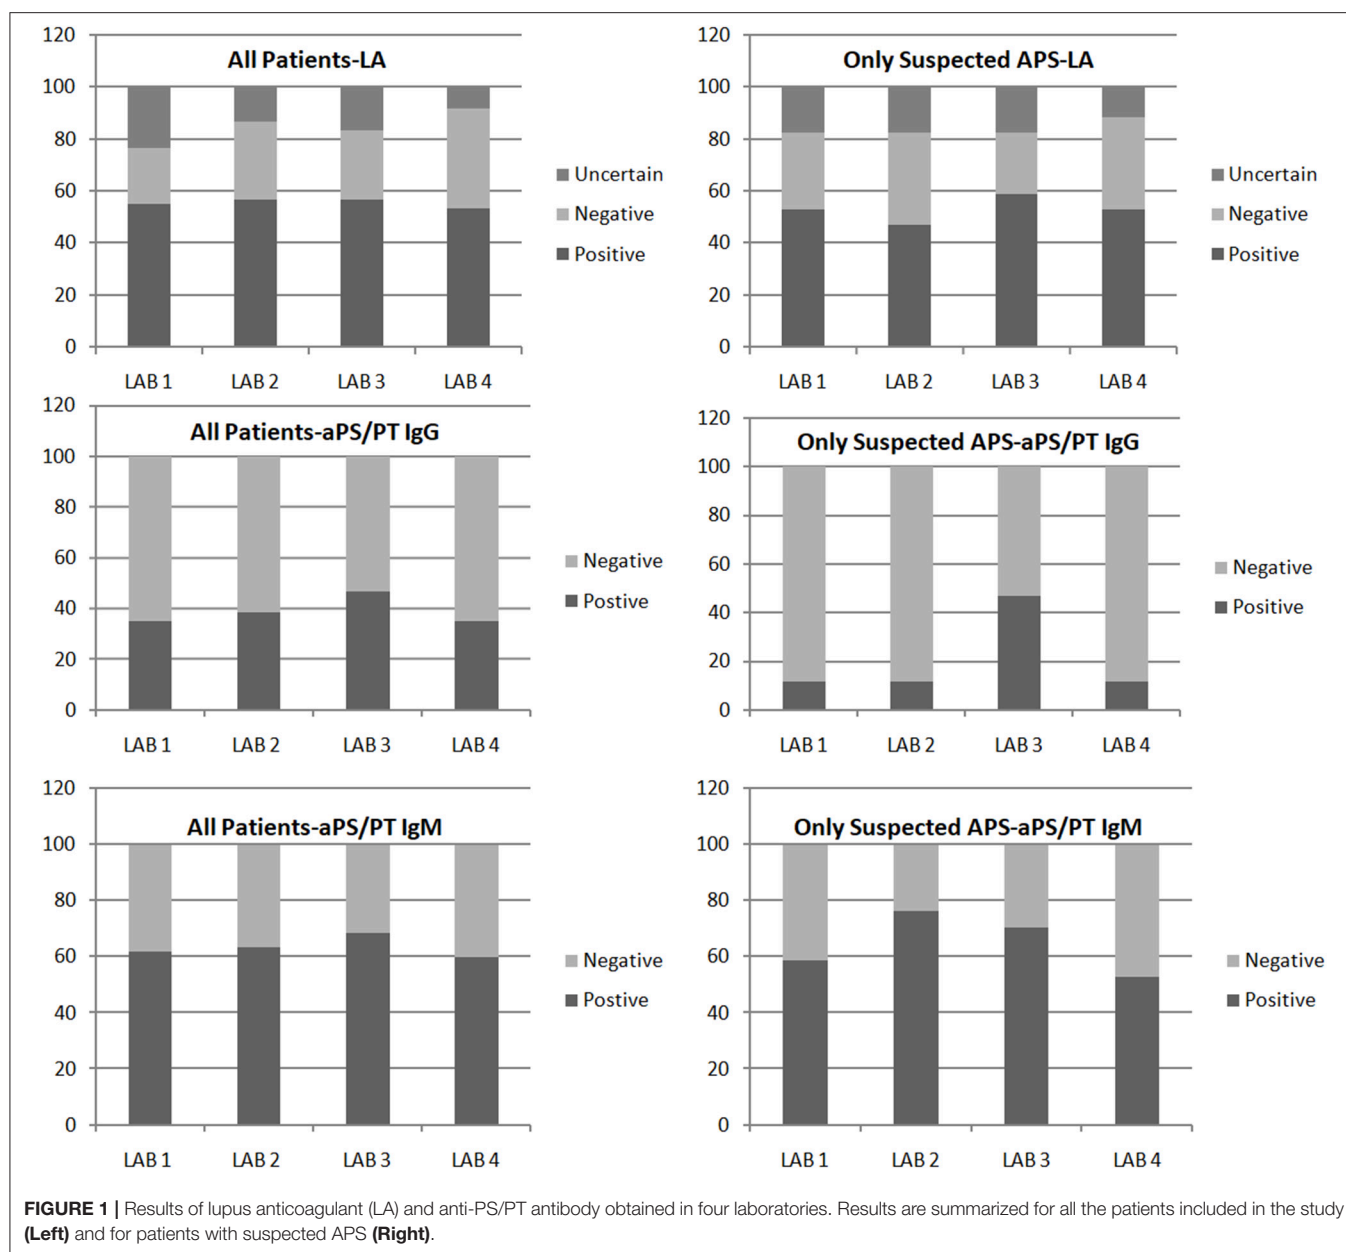 All Patients-LA
120
100
80
60
40
20
0
LAB 1 LAB 2 LAB 3 LAB 4
Uncertain
Negative
Positive
Only Suspected APS-LA
120
100
80
60
40
20
0
LAB 1 LAB 2 LAB 3 LAB 4
Uncertain
Negative
Positive
All Patients-aPS/PT IgG
120
100
80
60
40
20
0
LAB 1 LAB 2 LAB 3 LAB 4
Negative
Postive
Only Suspected APS-aPS/PT IgG
120
100
80
60
40
20
0
LAB 1 LAB 2 LAB 3 LAB 4
Negative
Positive
All Patients-aPS/PT IgM
120
100
80
60
40
20
0
LAB 1 LAB 2 LAB 3 LAB 4
Negative
Postive
Only Suspected APS-aPS/PT IgM
120
100
80
60
40
20
0
LAB 1 LAB 2 LAB 3 LAB 4
Negative
Positive
FIGURE 1 | Results of lupus anticoagulant (LA) and anti-PS/PT antibody obtained in four laboratories. Results are summarized for all the patients included in the study
(Left) and for patients with suspected APS (Right).